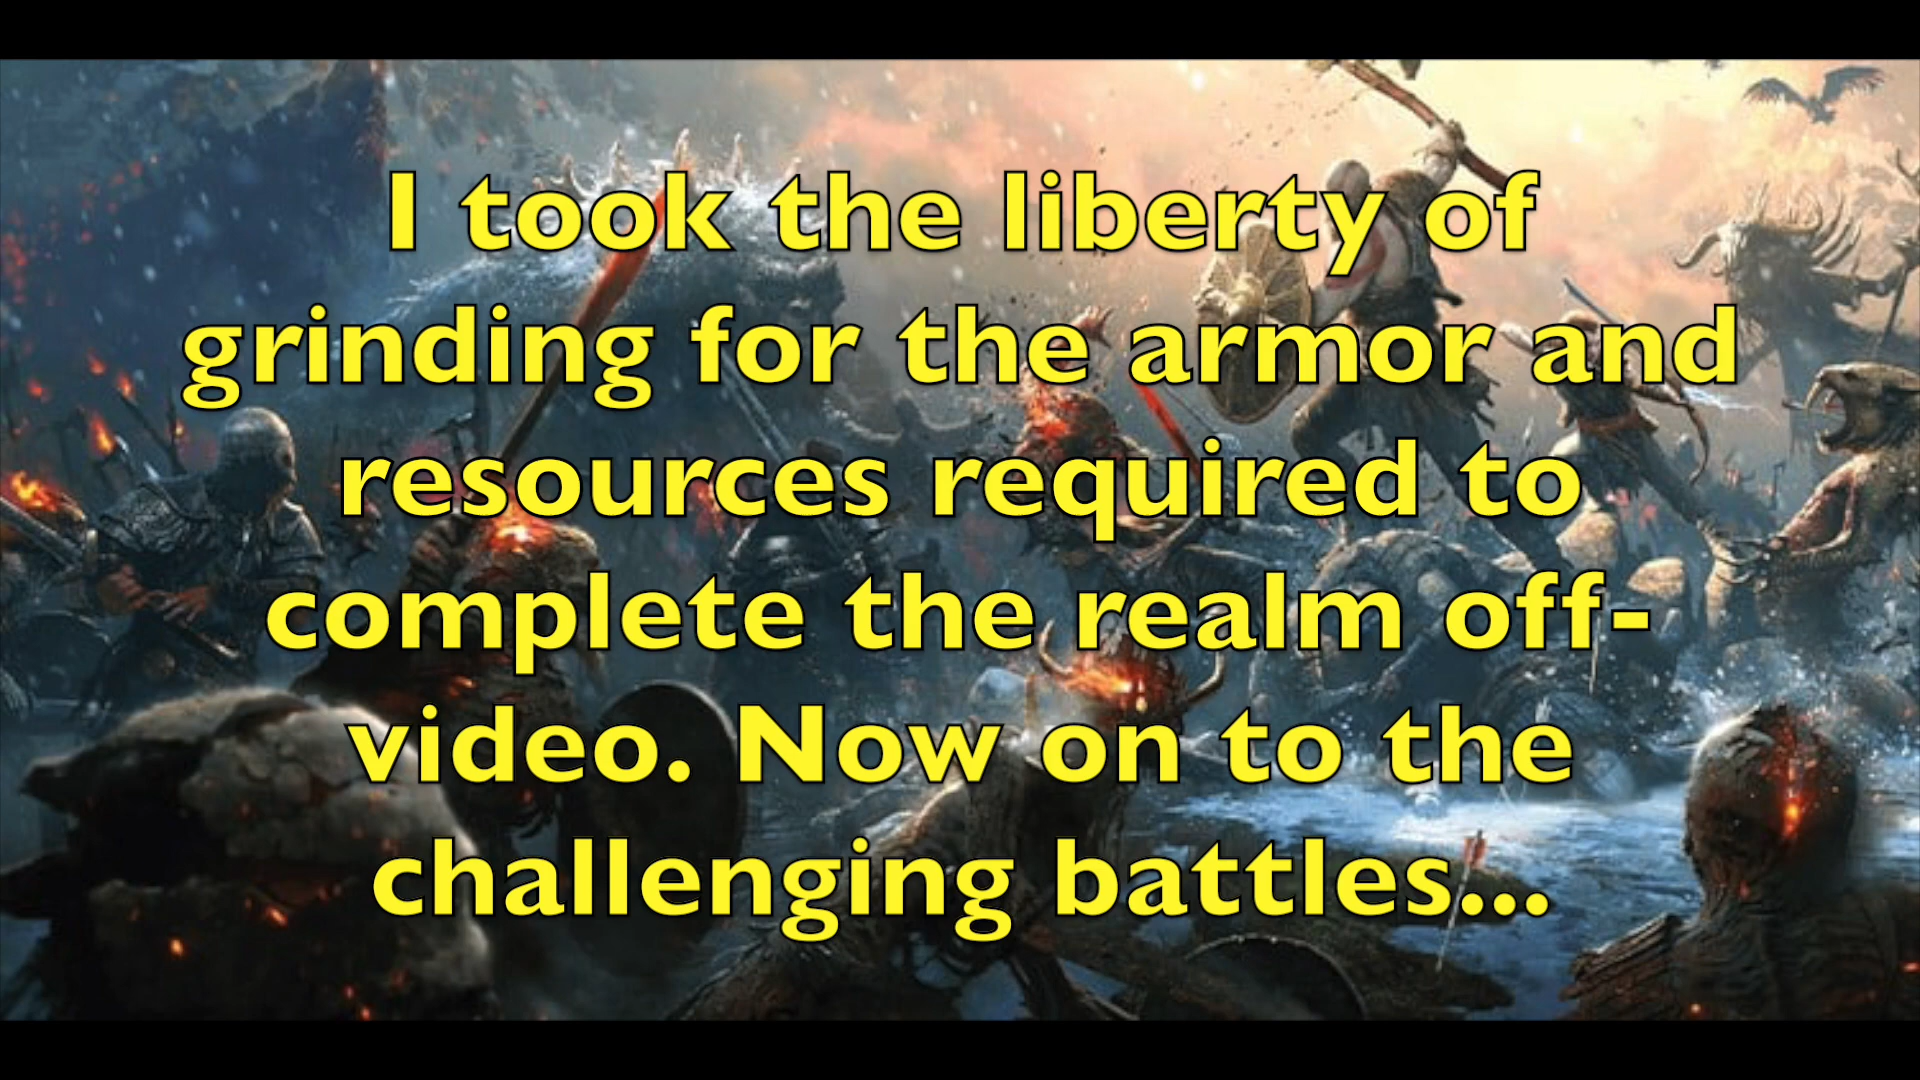 I took the liberty of
grinding for the armor and
resources required to
complete the realm off-
video. Now on to the
challenging battles...